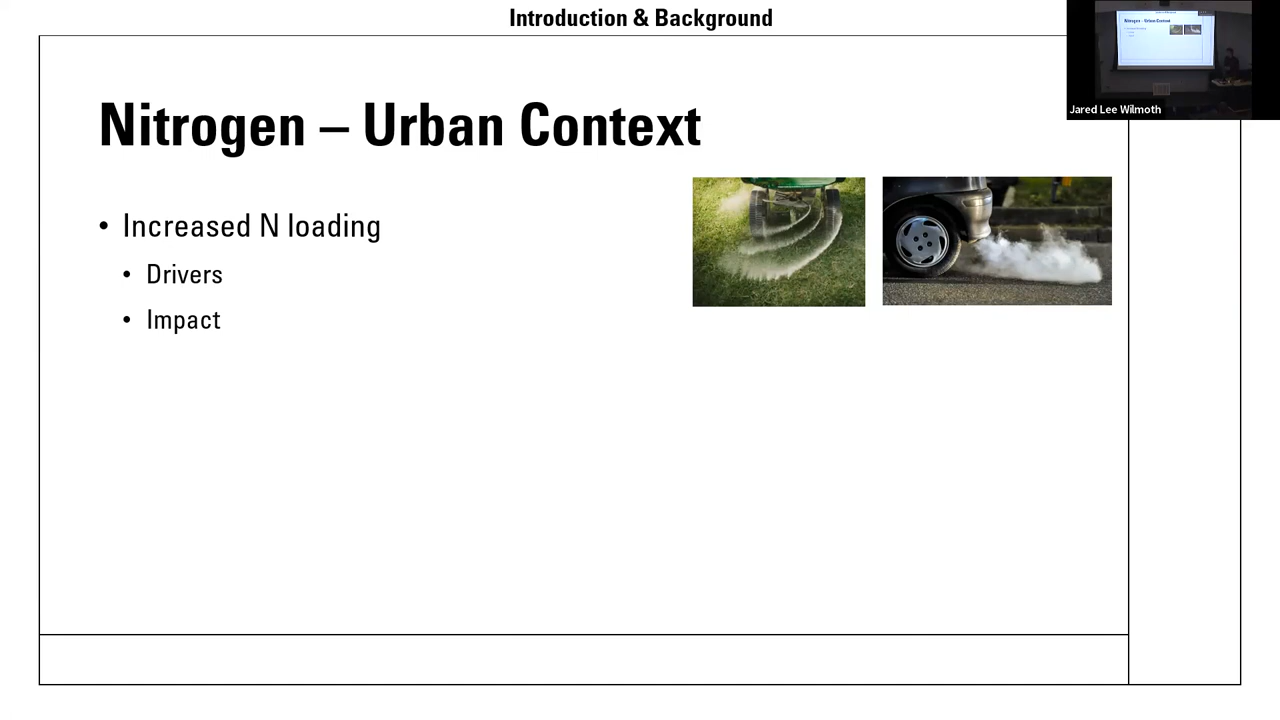 Introduction & Background
Jared Lee Wilmoth
Nitrogen – Urban Context
• Increased N loading
• Drivers
• Impact